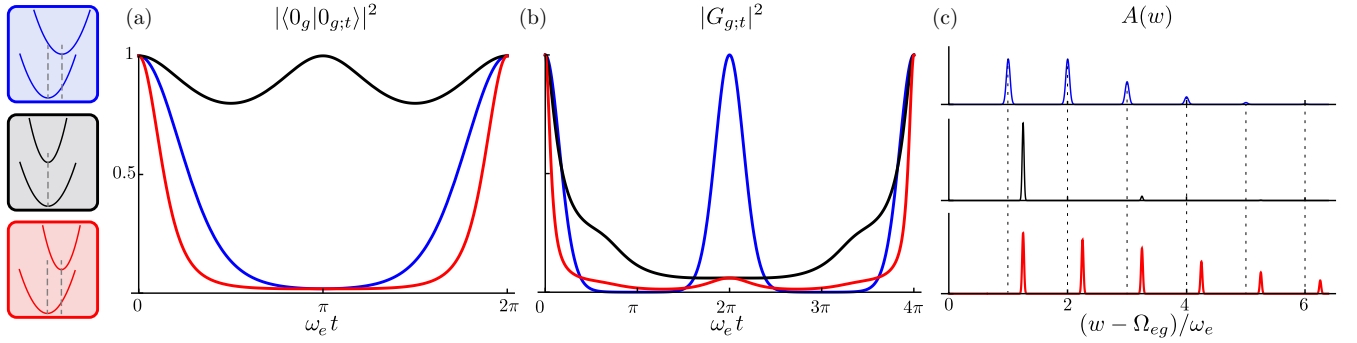 (a)
|⟨0_g|0_{g;t}⟩|²
1
0.5
0
π
2π
ω_e t
(b)
|G_{g;t}|²
0
π
2π
3π
4π
ω_e t
(c)
A(w)
0
2
4
6
(w − Ω_{eg})/ω_e